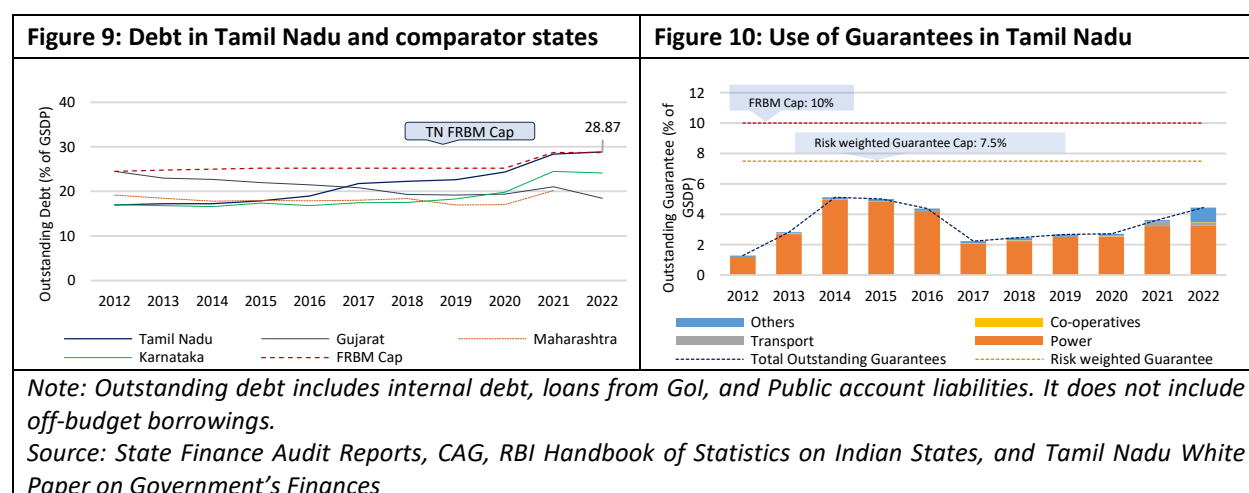 Figure 9: Debt in Tamil Nadu and comparator states
Outstanding Debt (% of GSDP)
40
30
20
10
0
TN FRBM Cap
28.87
2012 2013 2014 2015 2016 2017 2018 2019 2020 2021 2022
Tamil Nadu Gujarat Maharashtra
Karnataka FRBM Cap
Figure 10: Use of Guarantees in Tamil Nadu
Outstanding Guarantee (% of
GSDP)
12
10
8
6
4
2
0
FRBM Cap: 10%
Risk weighted Guarantee Cap: 7.5%
2012 2013 2014 2015 2016 2017 2018 2019 2020 2021 2022
Others Co-operatives
Transport Power
Total Outstanding Guarantees Risk weighted Guarantee
Note: Outstanding debt includes internal debt, loans from GoI, and Public account liabilities. It does not include
off-budget borrowings.
Source: State Finance Audit Reports, CAG, RBI Handbook of Statistics on Indian States, and Tamil Nadu White
Paper on Government's Finances